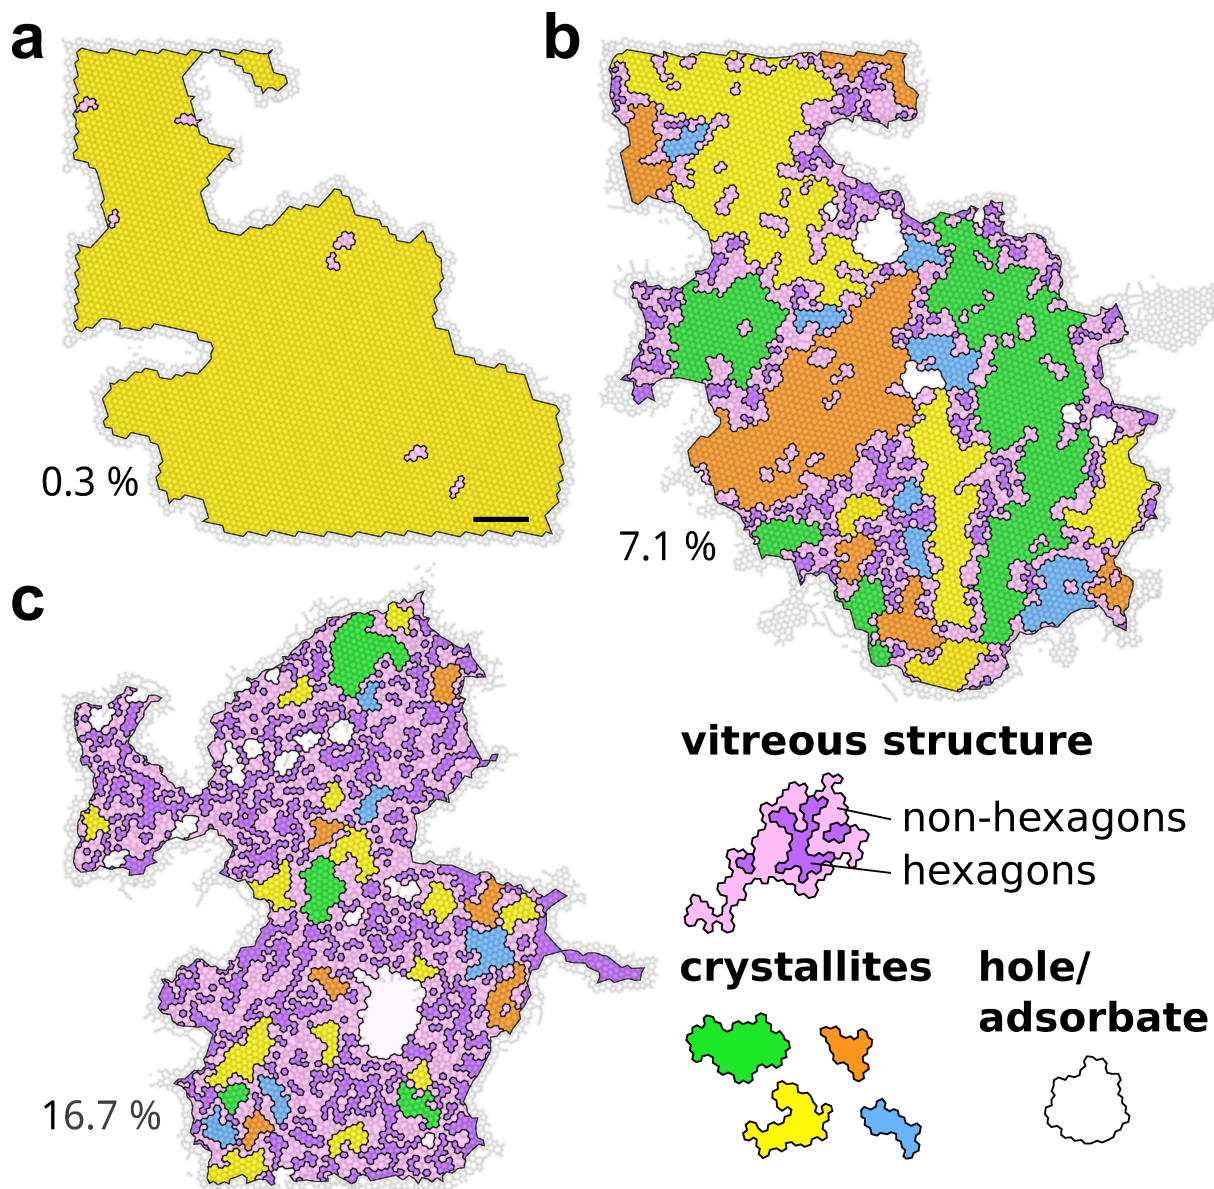 a
b
0.3 %
7.1 %
c
16.7 %
vitreous structure
non-hexagons
hexagons
crystallites
hole/
adsorbate